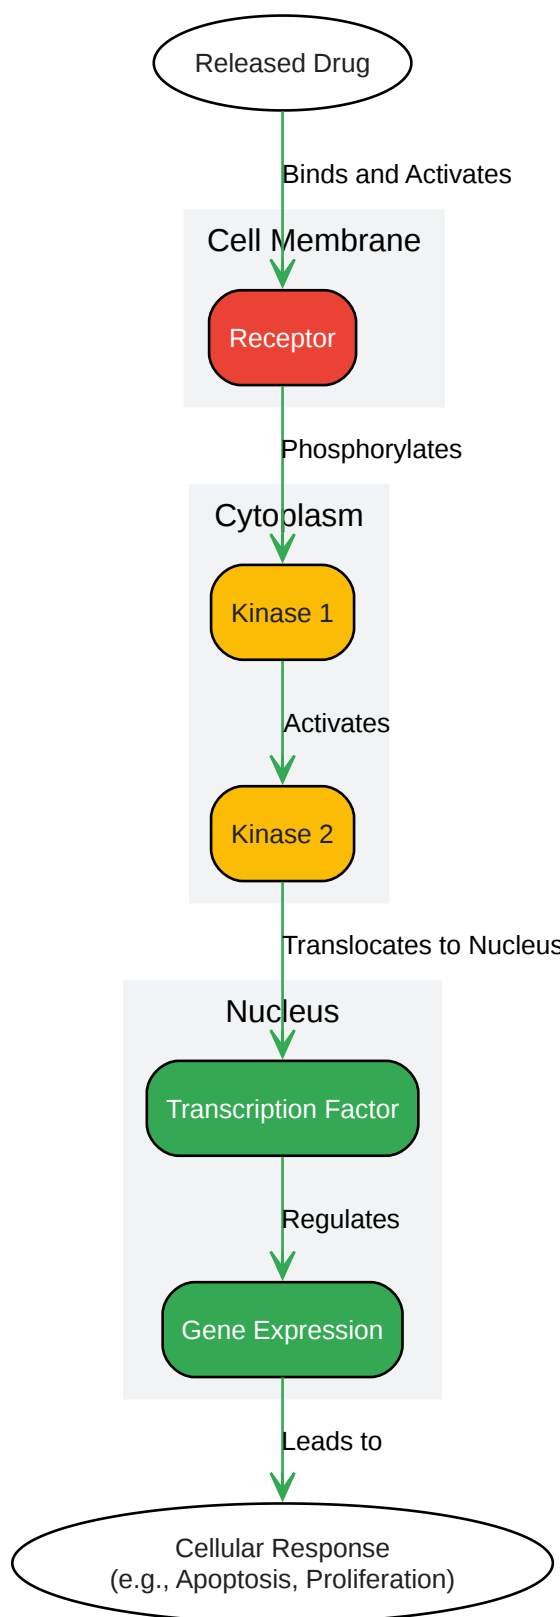 Released Drug
Binds and Activates
Cell Membrane
Receptor
Phosphorylates
Cytoplasm
Kinase 1
Activates
Kinase 2
Translocates to Nucleus
Nucleus
Transcription Factor
Regulates
Gene Expression
Leads to
Cellular Response
(e.g., Apoptosis, Proliferation)